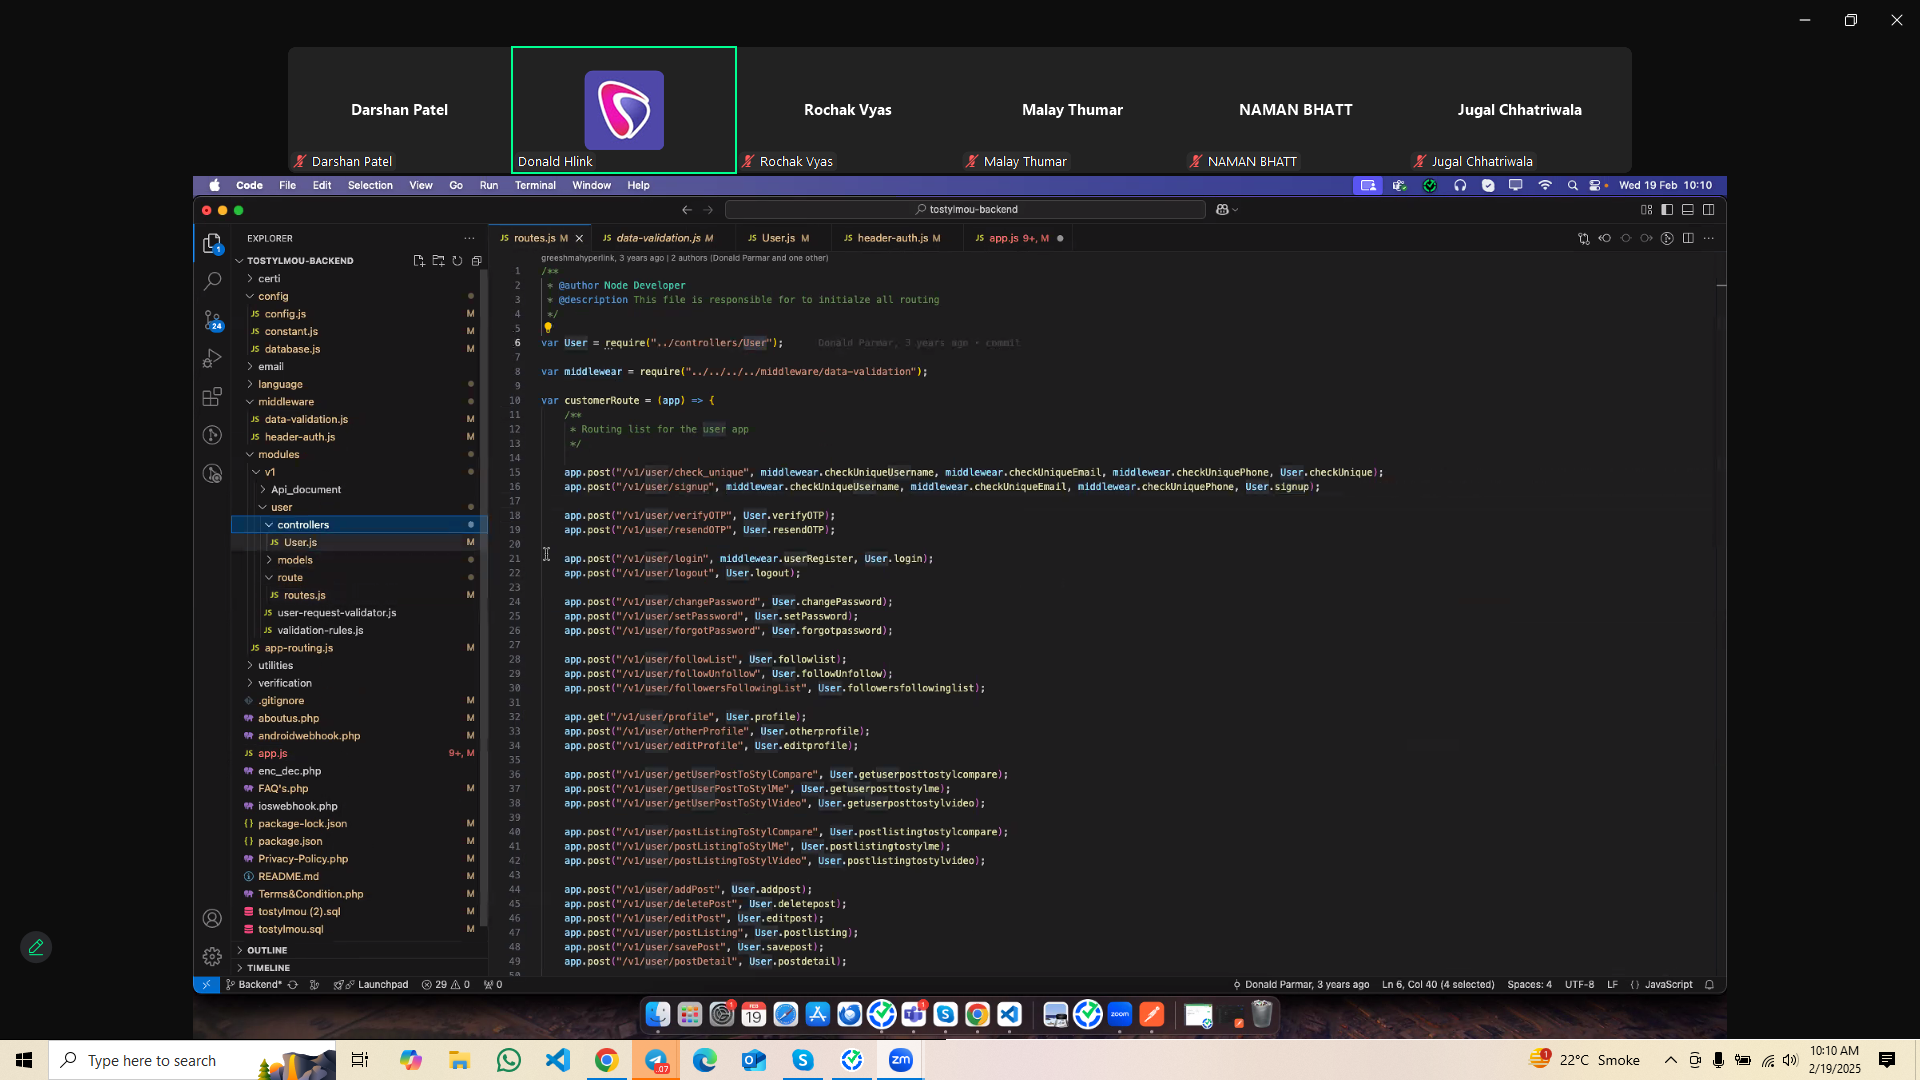 Darshan Patel
Rochak Vyas
Malay Thumar
NAMAN BHATT
Jugal Chhatriwala
Darshan Patel
Donald Hlink
Rochak Vyas
Malay Thumar
NAMAN BHATT
Jugal Chhatriwala
Code File Edit Selection View Go Run Terminal Window Help
Wed 19 Feb 10:10
tostylmou-backend
EXPLORER
TOSTYLMOU-BACKEND
certi
config
JS config.js M
JS constant.js M
JS database.js M
email
language
middleware
JS data-validation.js M
JS header-auth.js M
modules
v1
Api_document
user
controllers
JS User.js M
models
route
JS routes.js M
JS user-request-validator.js
JS validation-rules.js
JS app-routing.js M
utilities
verification
.gitignore M
aboutus.php M
androidwebhook.php M
JS app.js 9+, M
enc_dec.php
FAQ's.php M
ioswebhook.php
{} package-lock.json M
{} package.json M
Privacy-Policy.php M
README.md M
Terms&Condition.php M
tostylmou (2).sql M
tostylmou.sql M
OUTLINE
TIMELINE
1
24
JS routes.js M
JS data-validation.js M
JS User.js M
JS header-auth.js M
JS app.js 9+, M
greeshmahyperlink, 3 years ago | 2 authors (Donald Parmar and one other)
1 /**
2 * @author Node Developer
3 * @description This file is responsible for to initialze all routing
4 */
5
6 var User = require("../controllers/User"); Donald Parmar, 3 years ago • commit
7
8 var middlewear = require("../../../../middleware/data-validation");
9
10 var customerRoute = (app) => {
11 /**
12 * Routing list for the user app
13 */
14
15 app.post("/v1/user/check_unique", middlewear.checkUniqueUsername, middlewear.checkUniqueEmail, middlewear.checkUniquePhone, User.checkUnique);
16 app.post("/v1/user/signup", middlewear.checkUniqueUsername, middlewear.checkUniqueEmail, middlewear.checkUniquePhone, User.signup);
17
18 app.post("/v1/user/verifyOTP", User.verifyOTP);
19 app.post("/v1/user/resendOTP", User.resendOTP);
20
21 app.post("/v1/user/login", middlewear.userRegister, User.login);
22 app.post("/v1/user/logout", User.logout);
23
24 app.post("/v1/user/changePassword", User.changePassword);
25 app.post("/v1/user/setPassword", User.setPassword);
26 app.post("/v1/user/forgotPassword", User.forgotpassword);
27
28 app.post("/v1/user/followList", User.followlist);
29 app.post("/v1/user/followUnfollow", User.followUnfollow);
30 app.post("/v1/user/followersFollowingList", User.followersfollowinglist);
31
32 app.get("/v1/user/profile", User.profile);
33 app.post("/v1/user/otherProfile", User.otherprofile);
34 app.post("/v1/user/editProfile", User.editprofile);
35
36 app.post("/v1/user/getUserPostToStylCompare", User.getuserposttostylcompare);
37 app.post("/v1/user/getUserPostToStylMe", User.getuserposttostylme);
38 app.post("/v1/user/getUserPostToStylVideo", User.getuserposttostylvideo);
39
40 app.post("/v1/user/postListingToStylCompare", User.postlistingtostylcompare);
41 app.post("/v1/user/postListingToStylMe", User.postlistingtostylme);
42 app.post("/v1/user/postListingToStylVideo", User.postlistingtostylvideo);
43
44 app.post("/v1/user/addPost", User.addpost);
45 app.post("/v1/user/deletePost", User.deletepost);
46 app.post("/v1/user/editPost", User.editpost);
47 app.post("/v1/user/postListing", User.postlisting);
48 app.post("/v1/user/savePost", User.savepost);
49 app.post("/v1/user/postDetail", User.postdetail);
Backend* Launchpad 29 0 0
Donald Parmar, 3 years ago Ln 6, Col 40 (4 selected) Spaces: 4 UTF-8 LF {} JavaScript
FEB
19
zoom
Type here to search
.07
zm
1
22°C Smoke
10:10 AM
2/19/2025